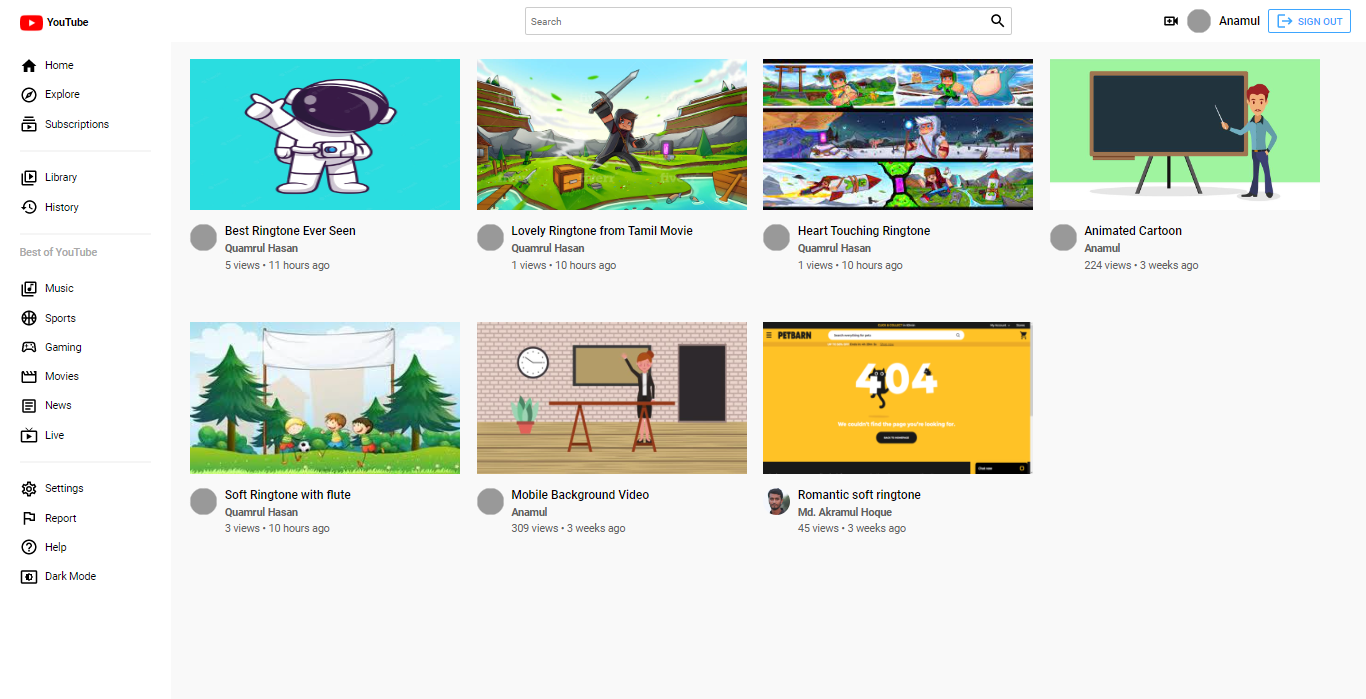 YouTube
Search
Anamul
SIGN OUT
Home
Explore
Subscriptions
Library
History
Best of YouTube
Music
Sports
Gaming
Movies
News
Live
Settings
Report
Help
Dark Mode
Best Ringtone Ever Seen
Quamrul Hasan
5 views • 11 hours ago
Lovely Ringtone from Tamil Movie
Quamrul Hasan
1 views • 10 hours ago
Heart Touching Ringtone
Quamrul Hasan
1 views • 10 hours ago
Animated Cartoon
Anamul
224 views • 3 weeks ago
PETBARN
404
We couldn't find the page you're looking for.
Soft Ringtone with flute
Quamrul Hasan
3 views • 10 hours ago
Mobile Background Video
Anamul
309 views • 3 weeks ago
Romantic soft ringtone
Md. Akramul Hoque
45 views • 3 weeks ago